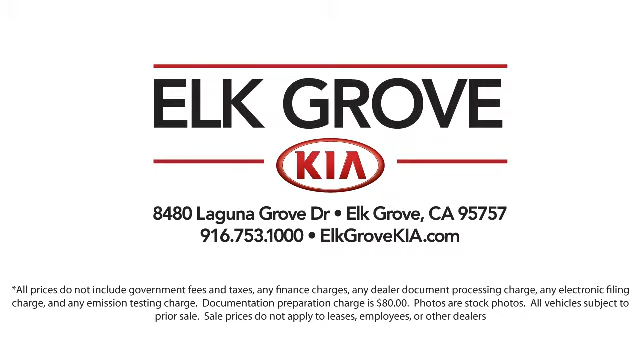 ELK GROVE
KIA
8480 Laguna Grove Dr • Elk Grove, CA 95757
916.753.1000 • ElkGroveKIA.com
*All prices do not include government fees and taxes, any finance charges, any dealer document processing charge, any electronic filing
charge, and any emission testing charge. Documentation preparation charge is $80.00. Photos are stock photos. All vehicles subject to
prior sale. Sale prices do not apply to leases, employees, or other dealers